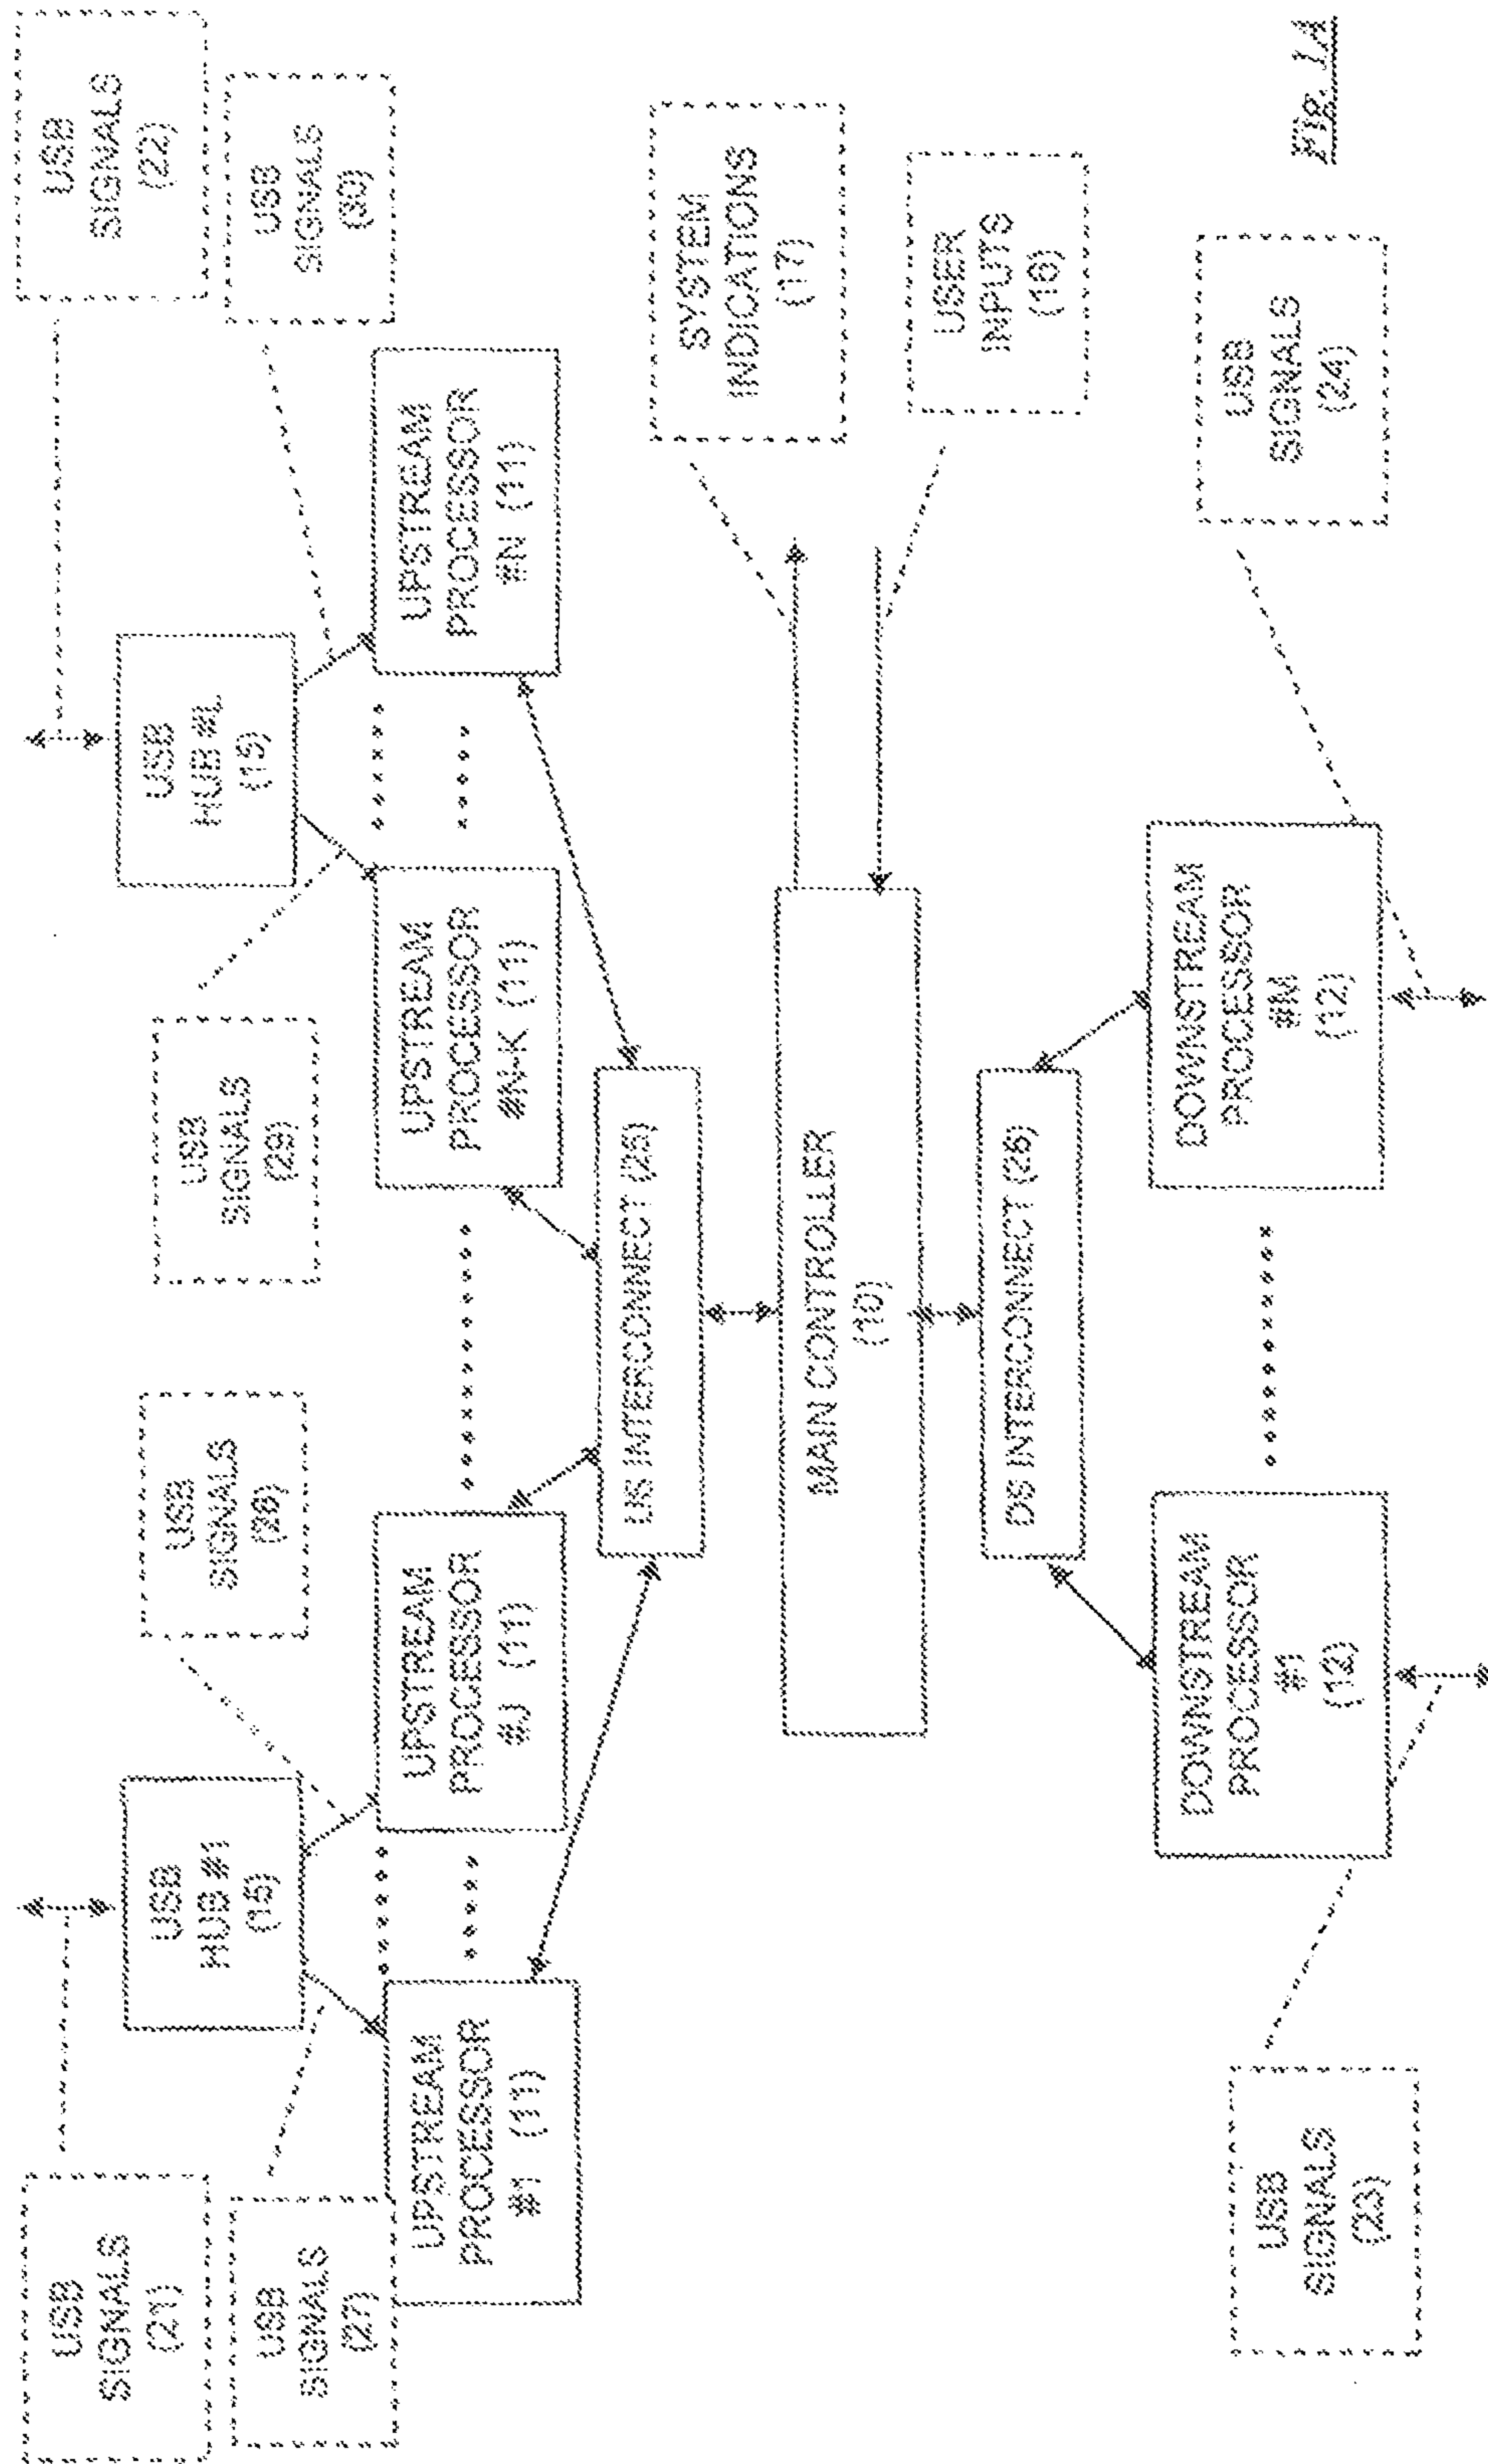 USB
SIGNALS
(21)
USB
SIGNALS
(22)
USB
SIGNALS
(27)
USB
HUB #1
(15)
USB
SIGNALS
(28)
USB
SIGNALS
(29)
USB
HUB #L
(15)
USB
SIGNALS
(30)
UPSTREAM
PROCESSOR
#1 (11)
UPSTREAM
PROCESSOR
#J (11)
UPSTREAM
PROCESSOR
#N-K (11)
UPSTREAM
PROCESSOR
#N (11)
US INTERCONNECT (25)
SYSTEM
INDICATIONS
(17)
MAIN CONTROLLER
(10)
USER
INPUTS
(16)
DS INTERCONNECT (26)
USB
SIGNALS
(23)
DOWNSTREAM
PROCESSOR
#1
(12)
DOWNSTREAM
PROCESSOR
#M
(12)
USB
SIGNALS
(24)
Fig. 1A